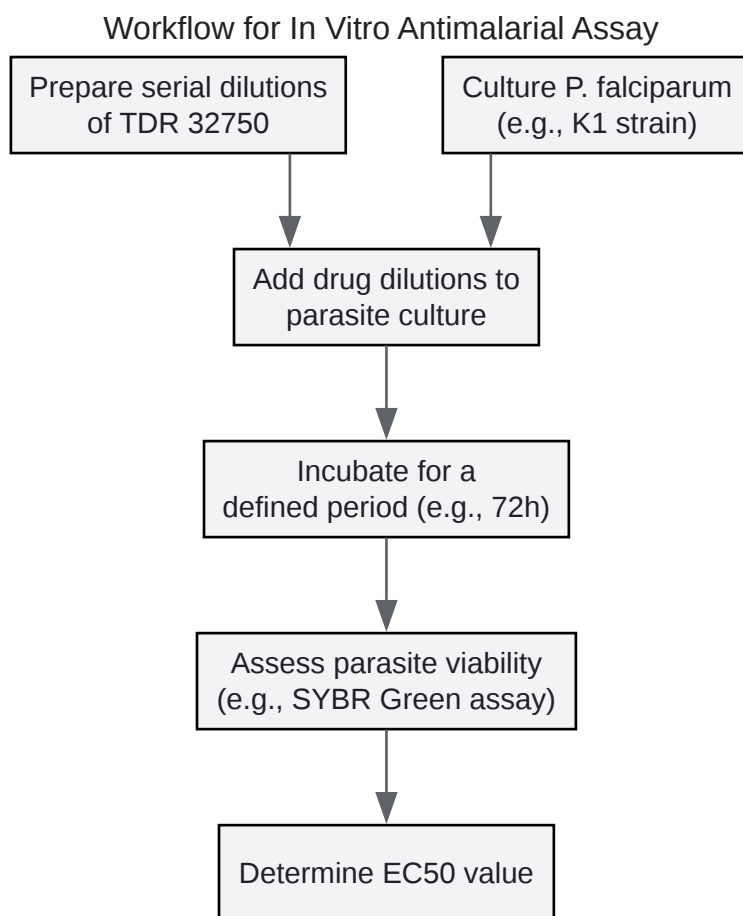 Workflow for In Vitro Antimalarial Assay
Prepare serial dilutions
of TDR 32750
Culture P. falciparum
(e.g., K1 strain)
Add drug dilutions to
parasite culture
Incubate for a
defined period (e.g., 72h)
Assess parasite viability
(e.g., SYBR Green assay)
Determine EC50 value